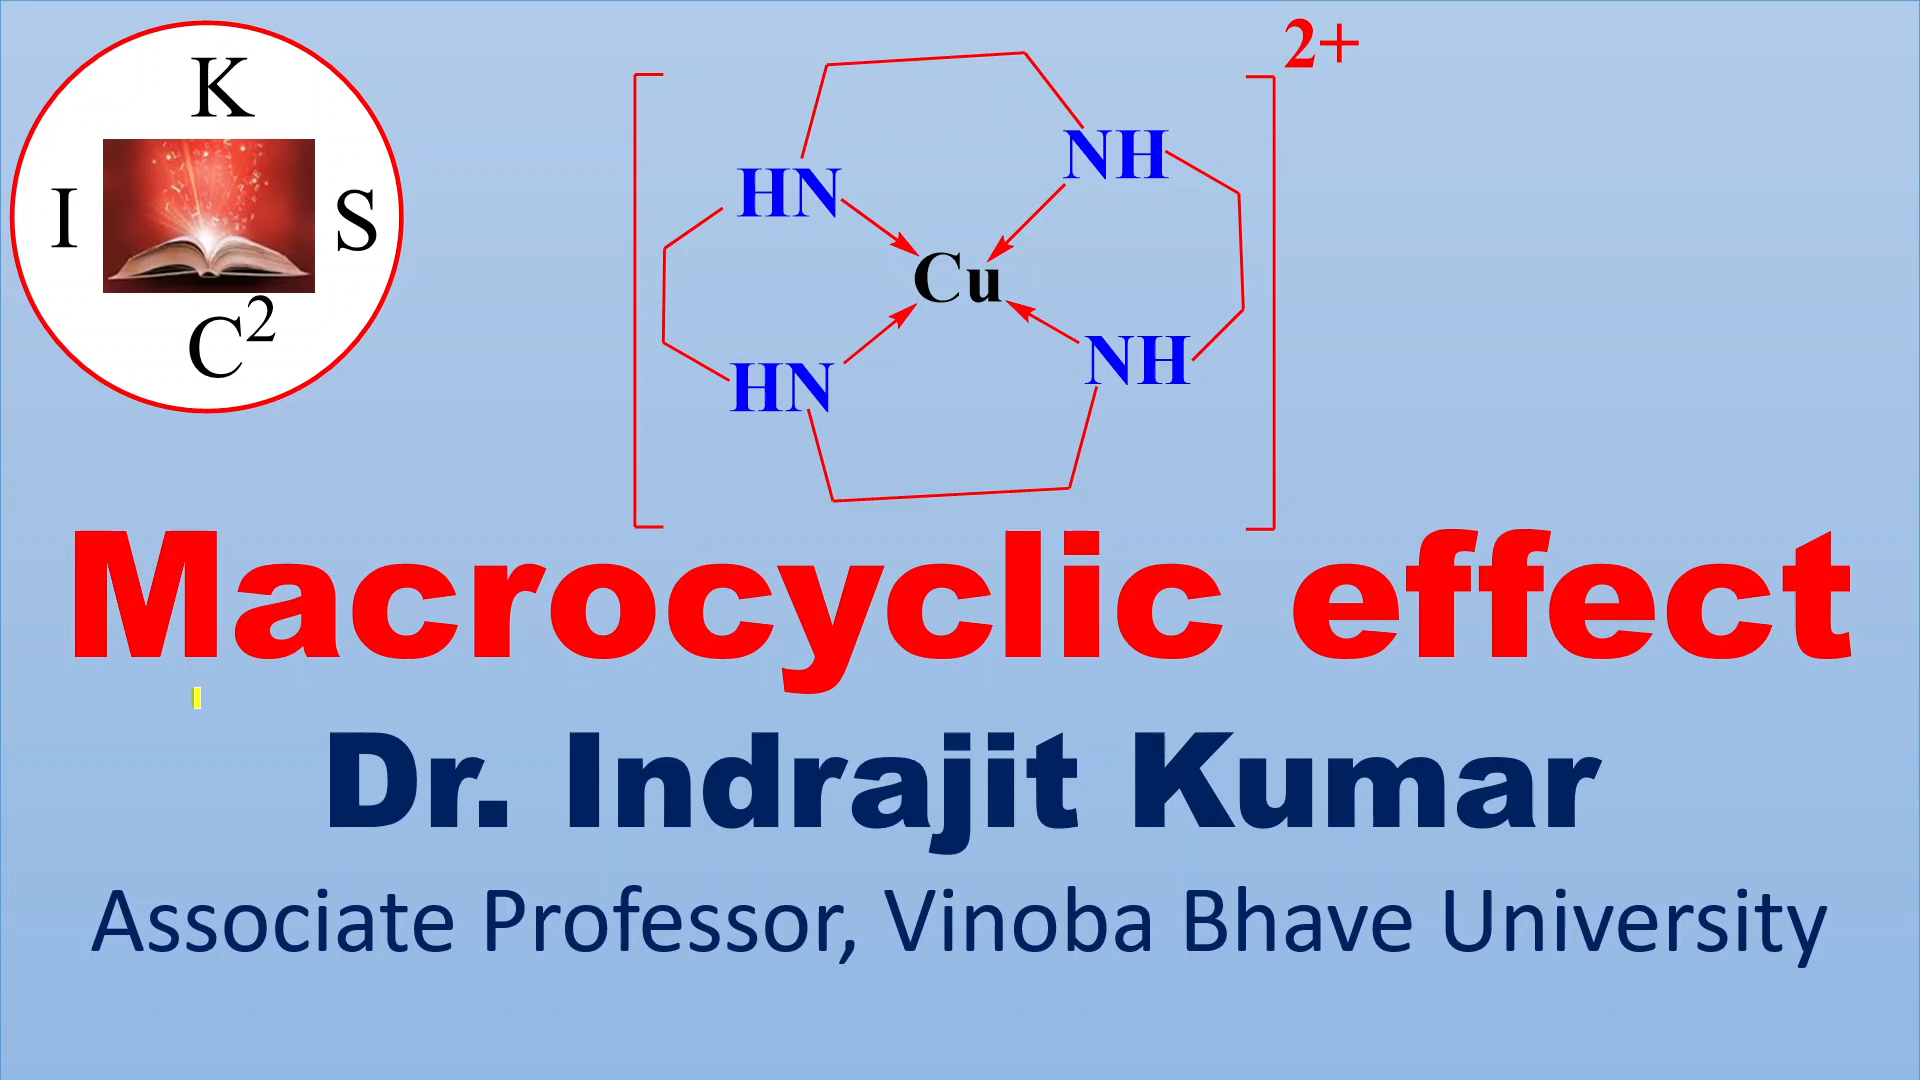 K
I S
C²
2+
NH
HN
Cu
NH
HN
Macrocyclic effect
Dr. Indrajit Kumar
Associate Professor, Vinoba Bhave University